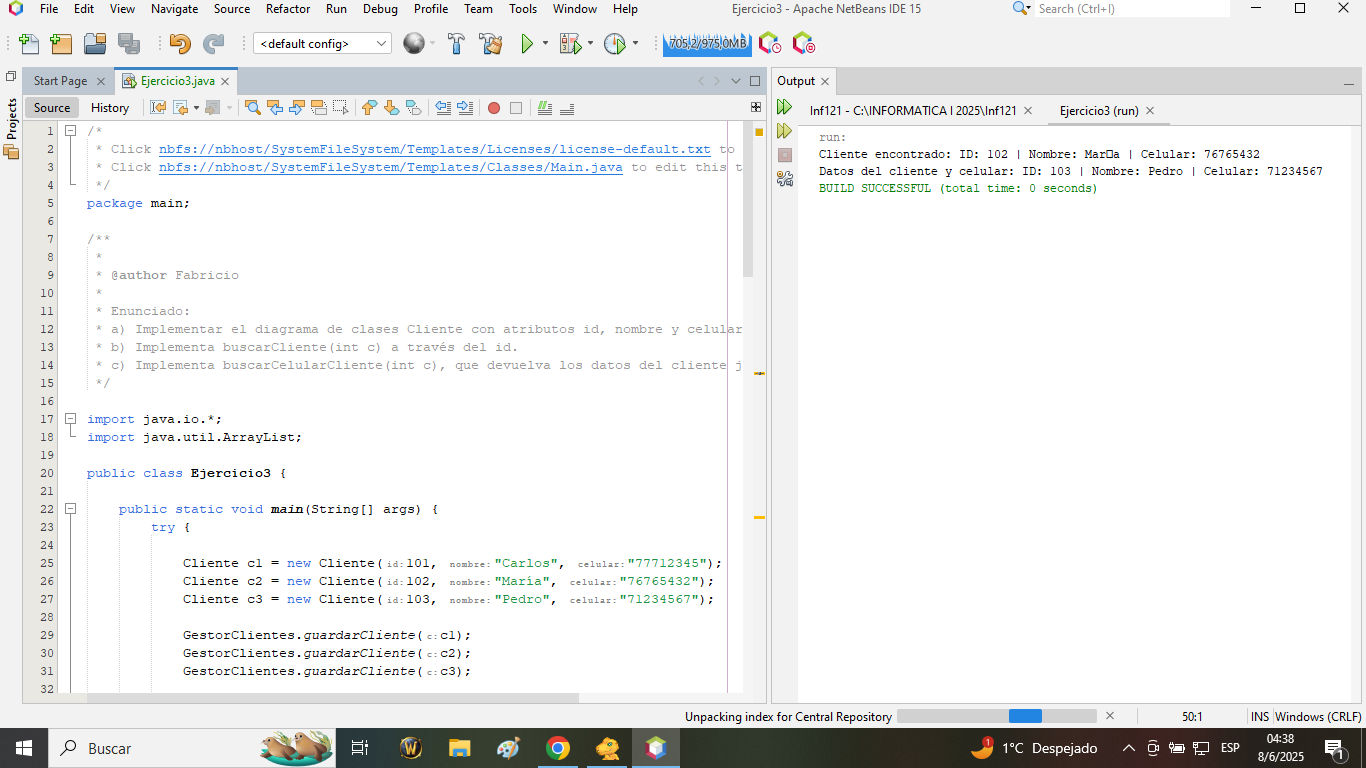 File Edit View Navigate Source Refactor Run Debug Profile Team Tools Window Help
Ejercicio3 - Apache NetBeans IDE 15
Search (Ctrl+I)
<default config>
705,2/975,0MB
Start Page
Ejercicio3.java
Source History
Projects
1 /*
2 * Click nbfs://nbhost/SystemFileSystem/Templates/Licenses/license-default.txt to
3 * Click nbfs://nbhost/SystemFileSystem/Templates/Classes/Main.java to edit this t
4 */
5 package main;
6
7 /**
8 *
9 * @author Fabricio
10 *
11 * Enunciado:
12 * a) Implementar el diagrama de clases Cliente con atributos id, nombre y celular
13 * b) Implementa buscarCliente(int c) a través del id.
14 * c) Implementa buscarCelularCliente(int c), que devuelva los datos del cliente j
15 */
16
17 import java.io.*;
18 import java.util.ArrayList;
19
20 public class Ejercicio3 {
21
22 public static void main(String[] args) {
23 try {
24
25 Cliente c1 = new Cliente(id:101, nombre:"Carlos", celular:"77712345");
26 Cliente c2 = new Cliente(id:102, nombre:"María", celular:"76765432");
27 Cliente c3 = new Cliente(id:103, nombre:"Pedro", celular:"71234567");
28
29 GestorClientes.guardarCliente(c:c1);
30 GestorClientes.guardarCliente(c:c2);
31 GestorClientes.guardarCliente(c:c3);
32
Output
Inf121 - C:\INFORMATICA I 2025\Inf121
Ejercicio3 (run)
run:
Cliente encontrado: ID: 102 | Nombre: Mar□a | Celular: 76765432
Datos del cliente y celular: ID: 103 | Nombre: Pedro | Celular: 71234567
BUILD SUCCESSFUL (total time: 0 seconds)
Unpacking index for Central Repository
50:1
INS
Windows (CRLF)
Buscar
1
1°C Despejado
ESP
04:38
8/6/2025
1